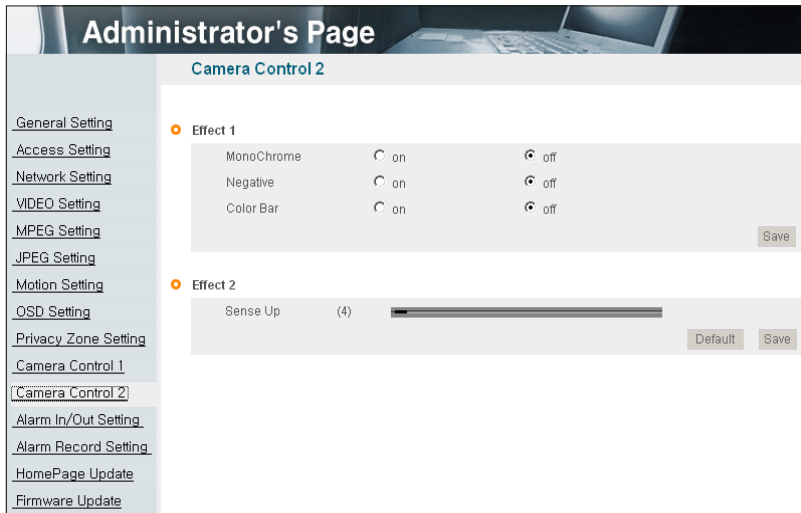 Administrator's Page
Camera Control 2
General Setting
Access Setting
Network Setting
VIDEO Setting
MPEG Setting
JPEG Setting
Motion Setting
OSD Setting
Privacy Zone Setting
Camera Control 1
Camera Control 2
Alarm In/Out Setting
Alarm Record Setting
HomePage Update
Firmware Update
Effect 1
MonoChrome on off
Negative on off
Color Bar on off
Save
Effect 2
Sense Up (4)
Default Save